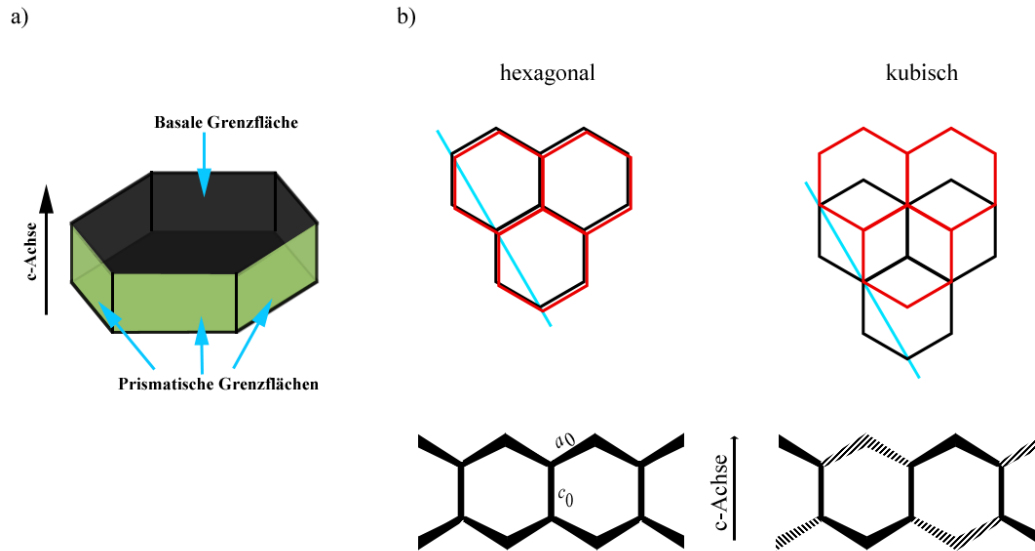 a)
Basale Grenzfläche
c-Achse
Prismatische Grenzflächen
b)
hexagonal
kubisch
a0
c0
c-Achse